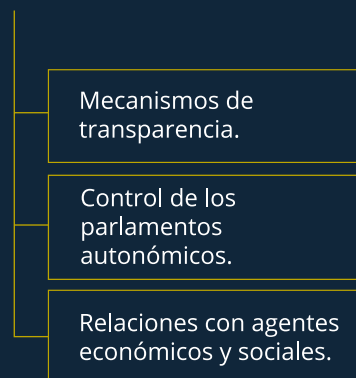 Mecanismos de
transparencia.
Control de los
parlamentos
autonómicos.
Relaciones con agentes
económicos y sociales.